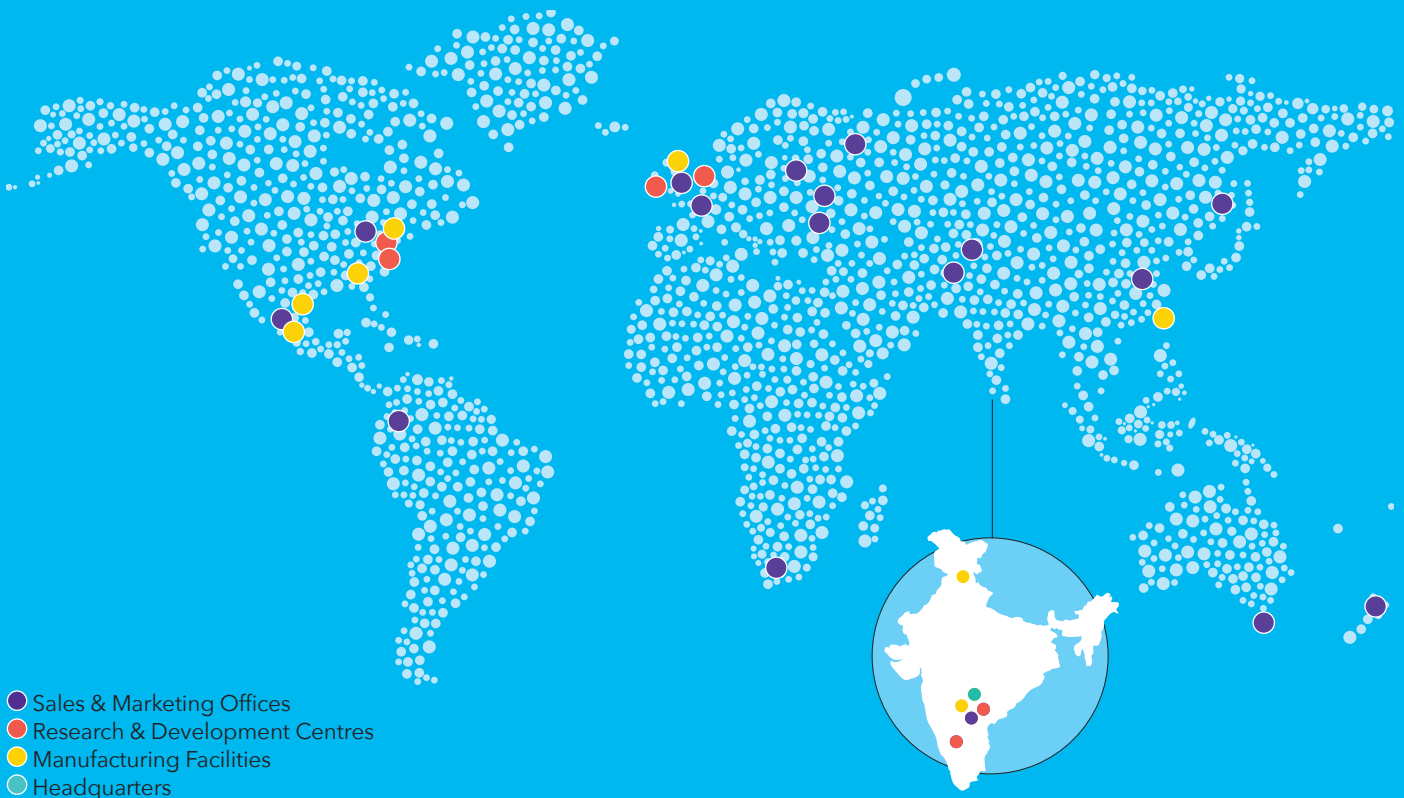 Sales & Marketing Offices
Research & Development Centres
Manufacturing Facilities
Headquarters